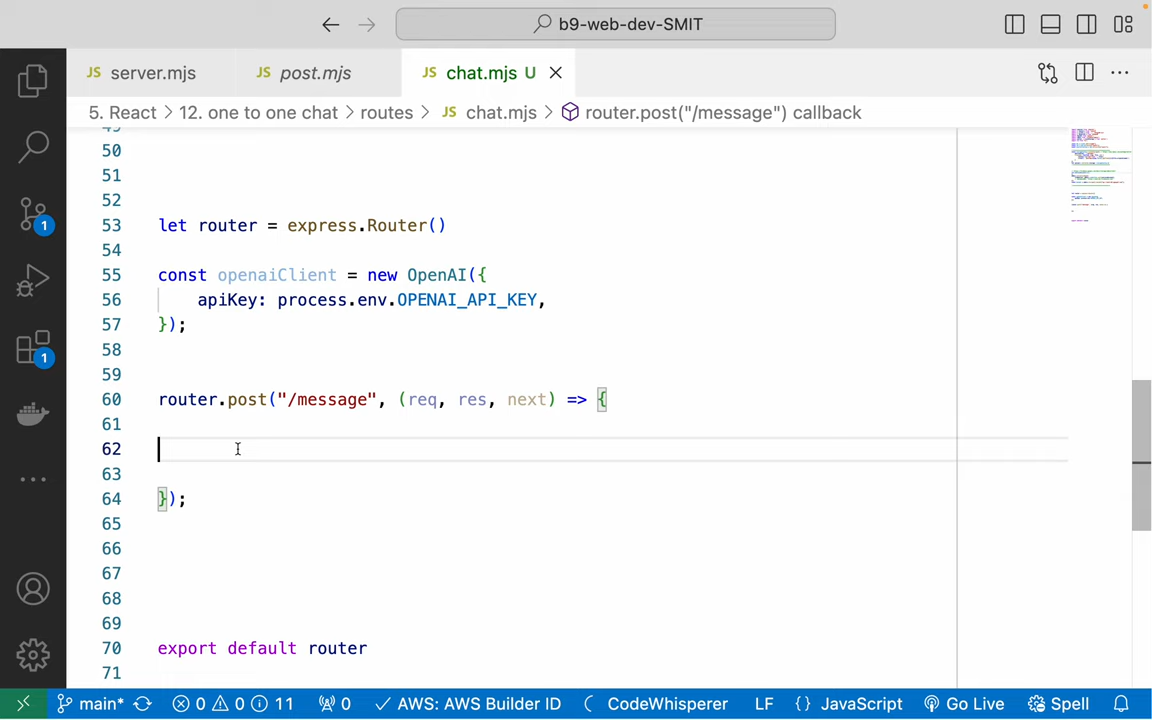 b9-web-dev-SMIT
JS server.mjs JS post.mjs JS chat.mjs U
5. React > 12. one to one chat > routes > JS chat.mjs > router.post("/message") callback
49
50
51
52
53 let router = express.Router()
54
55 const openaiClient = new OpenAI({
56 apiKey: process.env.OPENAI_API_KEY,
57 });
58
59
60 router.post("/message", (req, res, next) => {
61
62
63
64 });
65
66
67
68
69
70 export default router
71
1
1
main* 0 0 11 0 AWS: AWS Builder ID CodeWhisperer LF {} JavaScript Go Live Spell